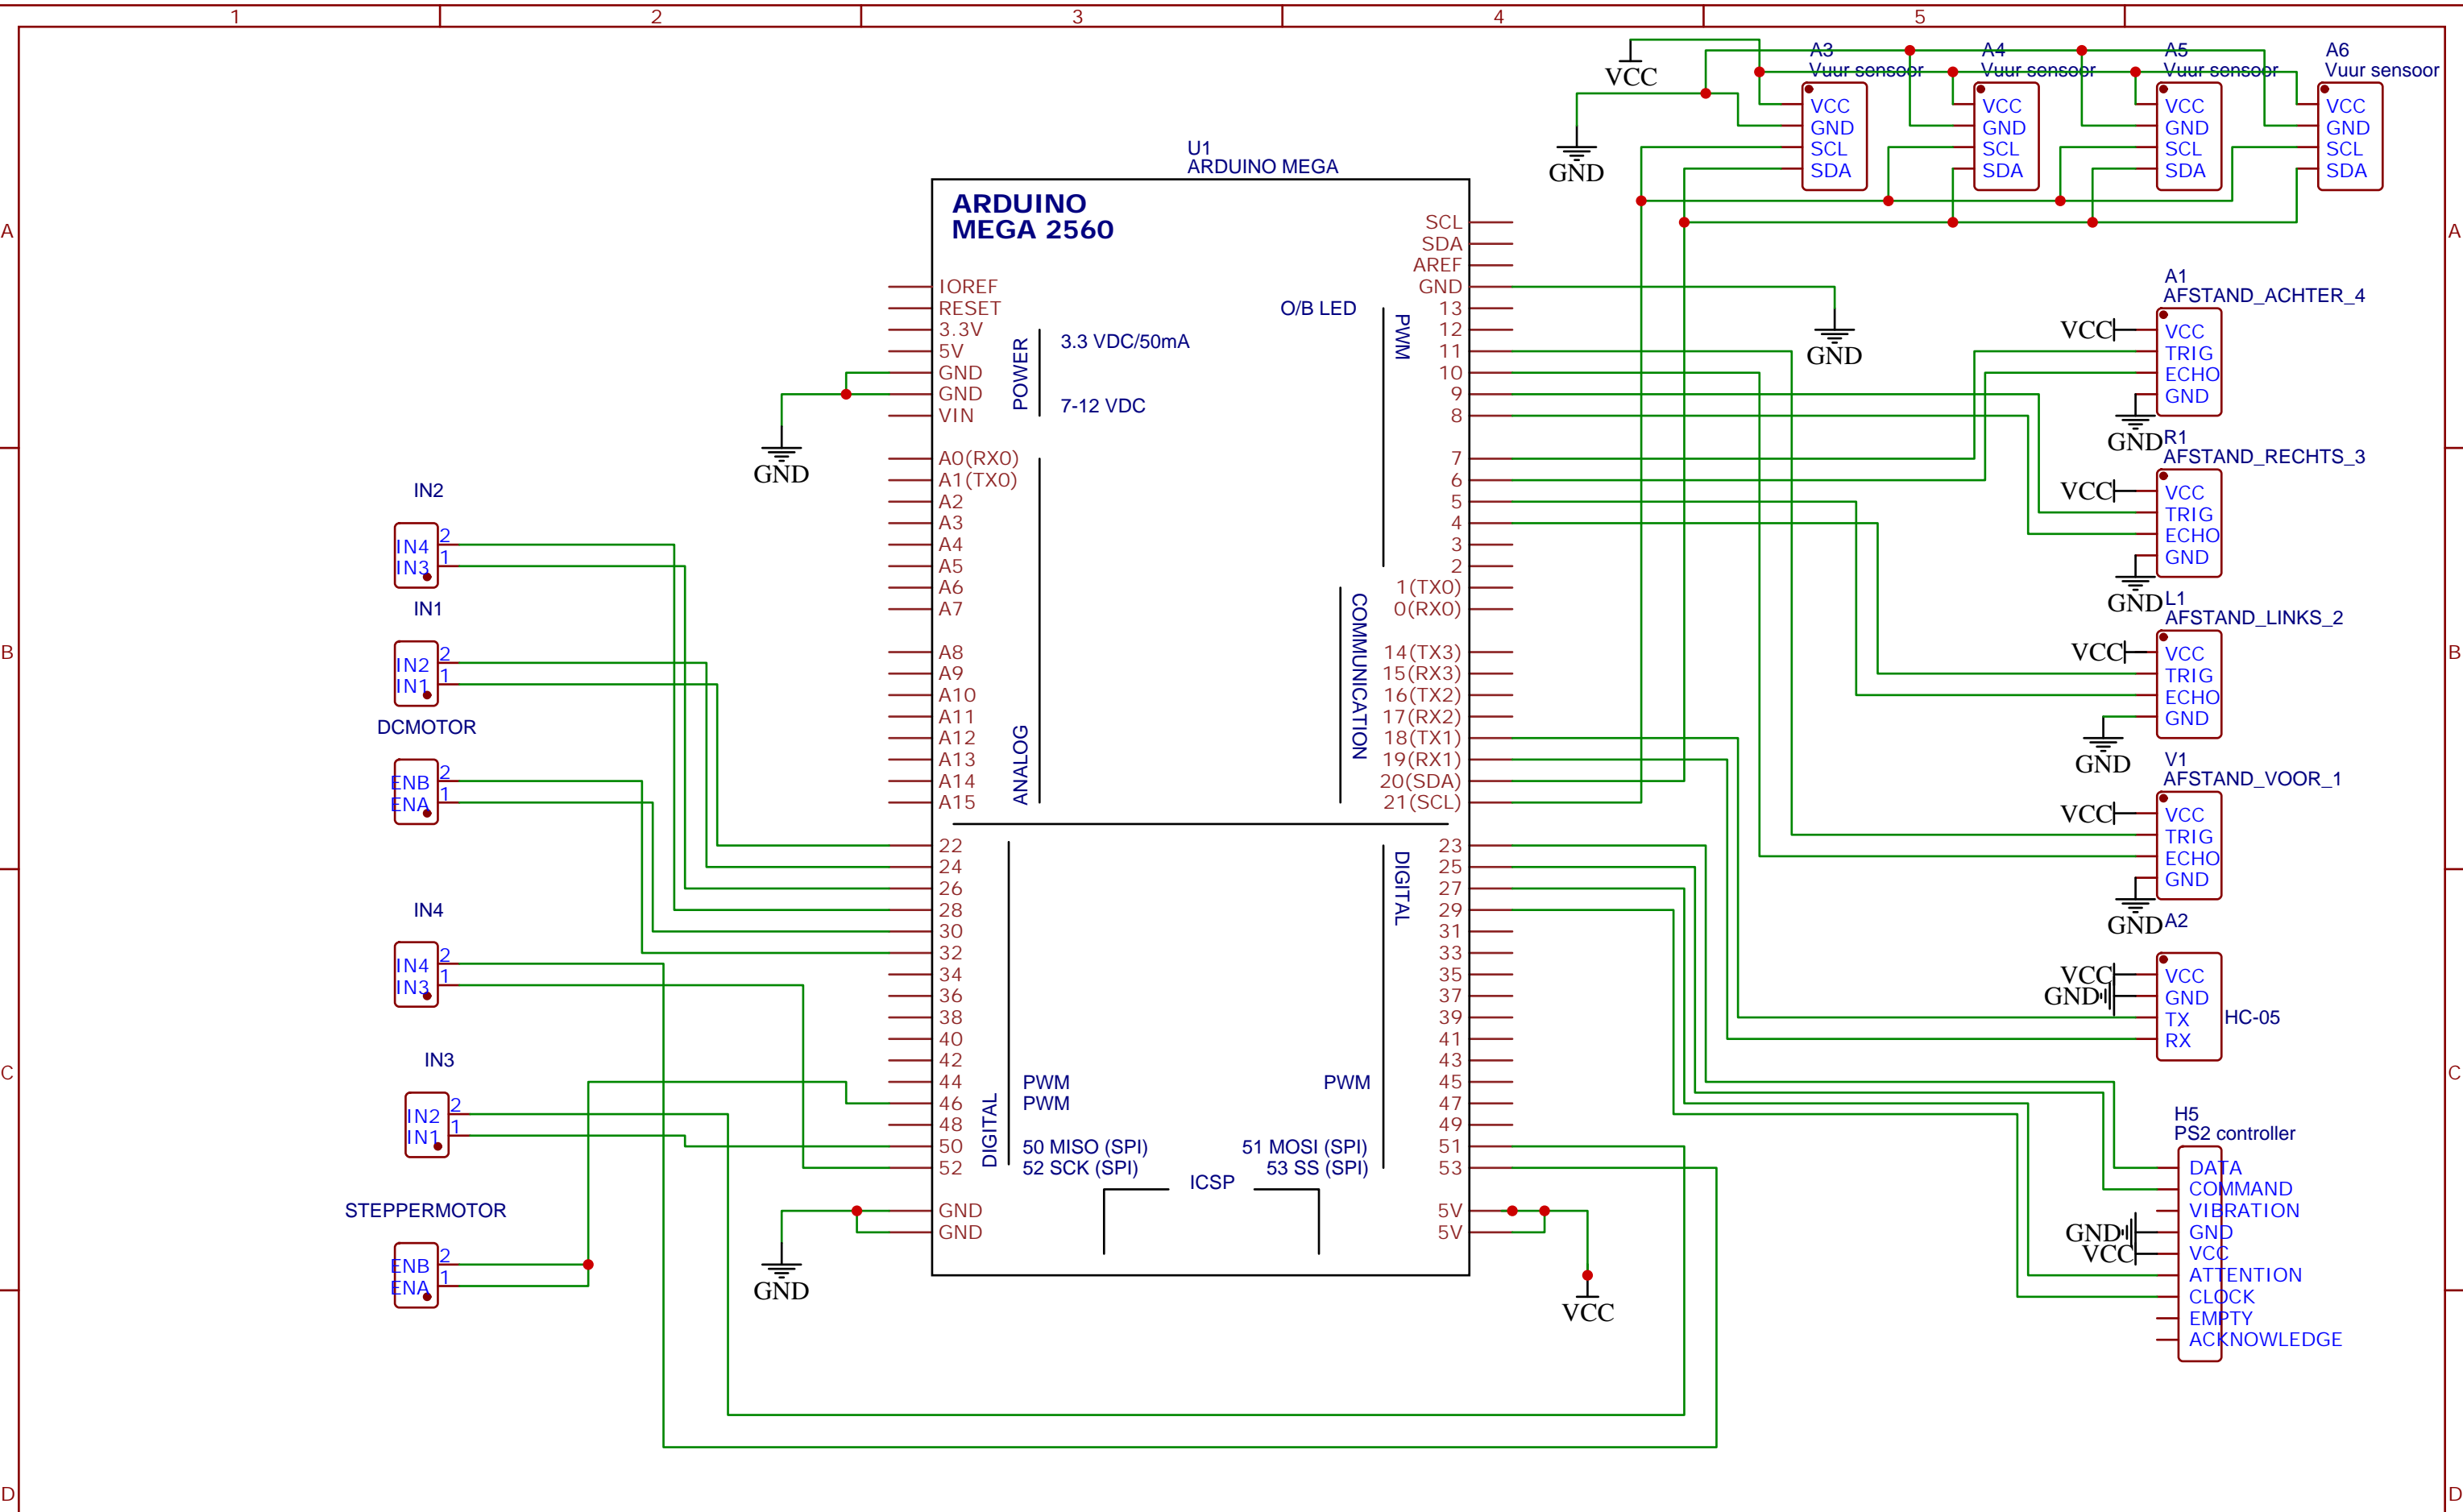 1 2 3 4 5
A
B
C
D
A
B
C
D
VCC
GND
A3
Vuur sensoor
VCC
GND
SCL
SDA
A4
Vuur sensoor
VCC
GND
SCL
SDA
A5
Vuur sensoor
VCC
GND
SCL
SDA
A6
Vuur sensoor
VCC
GND
SCL
SDA
U1
ARDUINO MEGA
ARDUINO
MEGA 2560
IOREF
RESET
3.3V
5V
GND
GND
VIN
POWER
3.3 VDC/50mA
7-12 VDC
GND
A0(RX0)
A1(TX0)
A2
A3
A4
A5
A6
A7
A8
A9
A10
A11
A12
A13
A14
A15
ANALOG
22
24
26
28
30
32
34
36
38
40
42
44
46
48
50
52
DIGITAL
PWM
PWM
50 MISO (SPI)
52 SCK (SPI)
GND
GND
GND
ICSP
SCL
SDA
AREF
GND
13
12
11
10
9
8
7
6
5
4
3
2
O/B LED
PWM
GND
1(TX0)
0(RX0)
14(TX3)
15(RX3)
16(TX2)
17(RX2)
18(TX1)
19(RX1)
20(SDA)
21(SCL)
COMMUNICATION
23
25
27
29
31
33
35
37
39
41
43
45
47
49
51
53
DIGITAL
PWM
51 MOSI (SPI)
53 SS (SPI)
5V
5V
VCC
IN2
IN4 2
IN3 1
IN1
IN2 2
IN1 1
DCMOTOR
ENB 2
ENA 1
IN4
IN4 2
IN3 1
IN3
IN2 2
IN1 1
STEPPERMOTOR
ENB 2
ENA 1
A1
AFSTAND_ACHTER_4
VCC
VCC
TRIG
ECHO
GND
GND
R1
AFSTAND_RECHTS_3
VCC
VCC
TRIG
ECHO
GND
GND
L1
AFSTAND_LINKS_2
VCC
VCC
TRIG
ECHO
GND
GND
V1
AFSTAND_VOOR_1
VCC
VCC
TRIG
ECHO
GND
GND
A2
VCC
GND
VCC
GND
TX
RX
HC-05
H5
PS2 controller
DATA
COMMAND
VIBRATION
GND
GND
VCC
VCC
ATTENTION
CLOCK
EMPTY
ACKNOWLEDGE